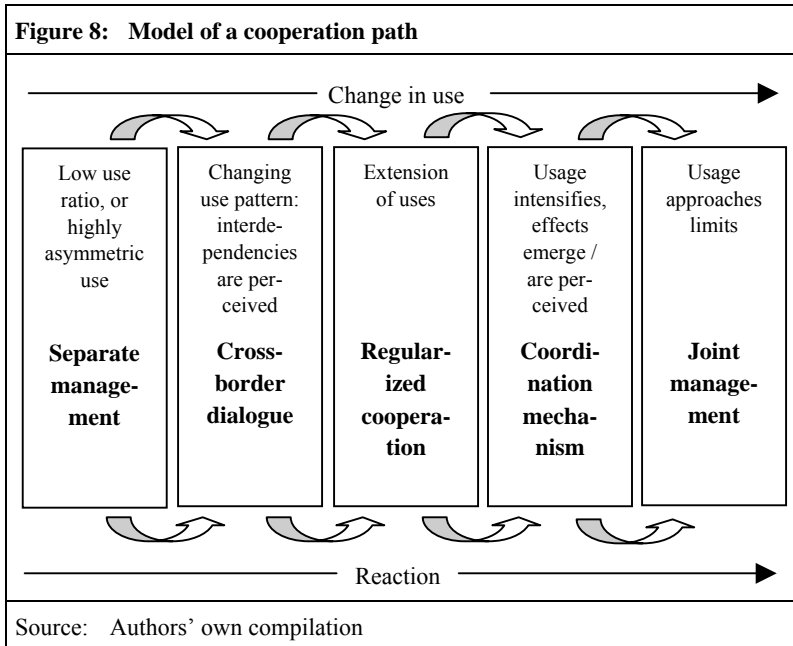 Figure 8: Model of a cooperation path
Change in use
Low use
ratio, or
highly
asymmetric
use
Separate
manage-
ment
Changing
use pattern:
interde-
pendencies
are per-
ceived
Cross-
border
dialogue
Extension
of uses
Regular-
ized
coopera-
tion
Usage
intensifies,
effects
emerge /
are per-
ceived
Coordi-
nation
mecha-
nism
Usage
approaches
limits
Joint
manage-
ment
Reaction
Source: Authors’ own compilation